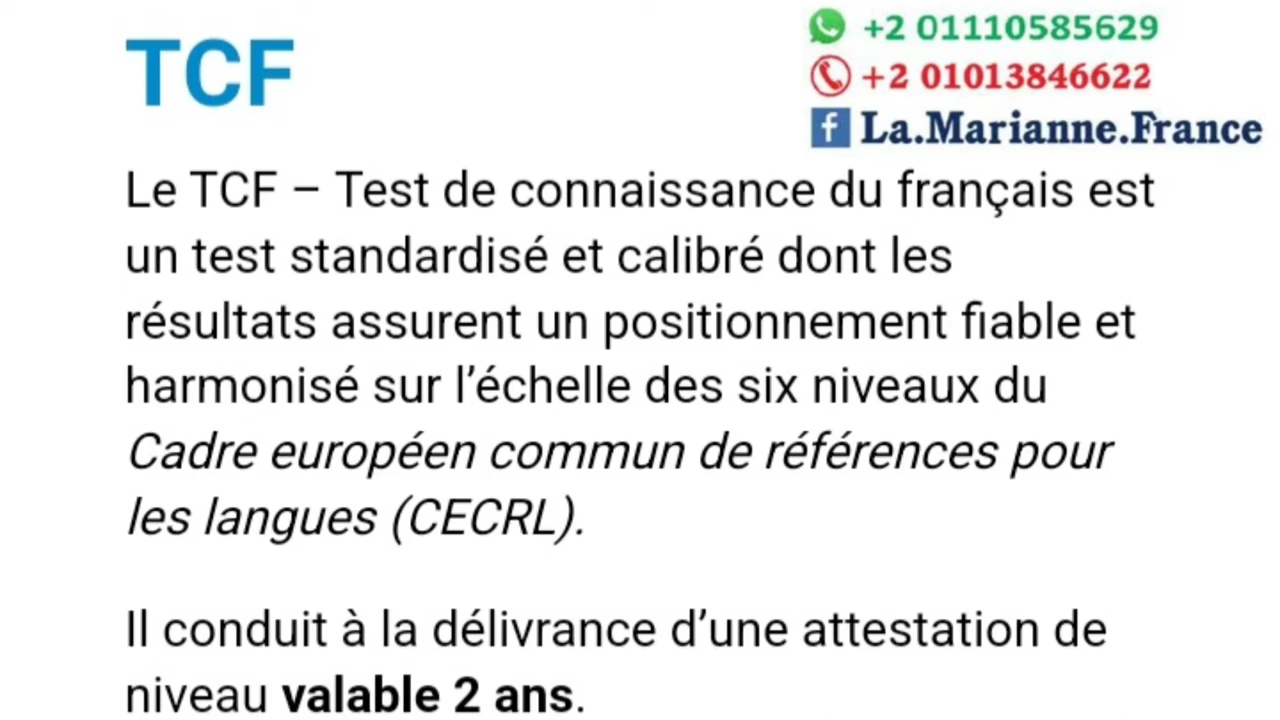 TCF
+2 01110585629
+2 01013846622
La.Marianne.France
Le TCF – Test de connaissance du français est
un test standardisé et calibré dont les
résultats assurent un positionnement fiable et
harmonisé sur l’échelle des six niveaux du
Cadre européen commun de références pour
les langues (CECRL).
Il conduit à la délivrance d’une attestation de
niveau valable 2 ans.